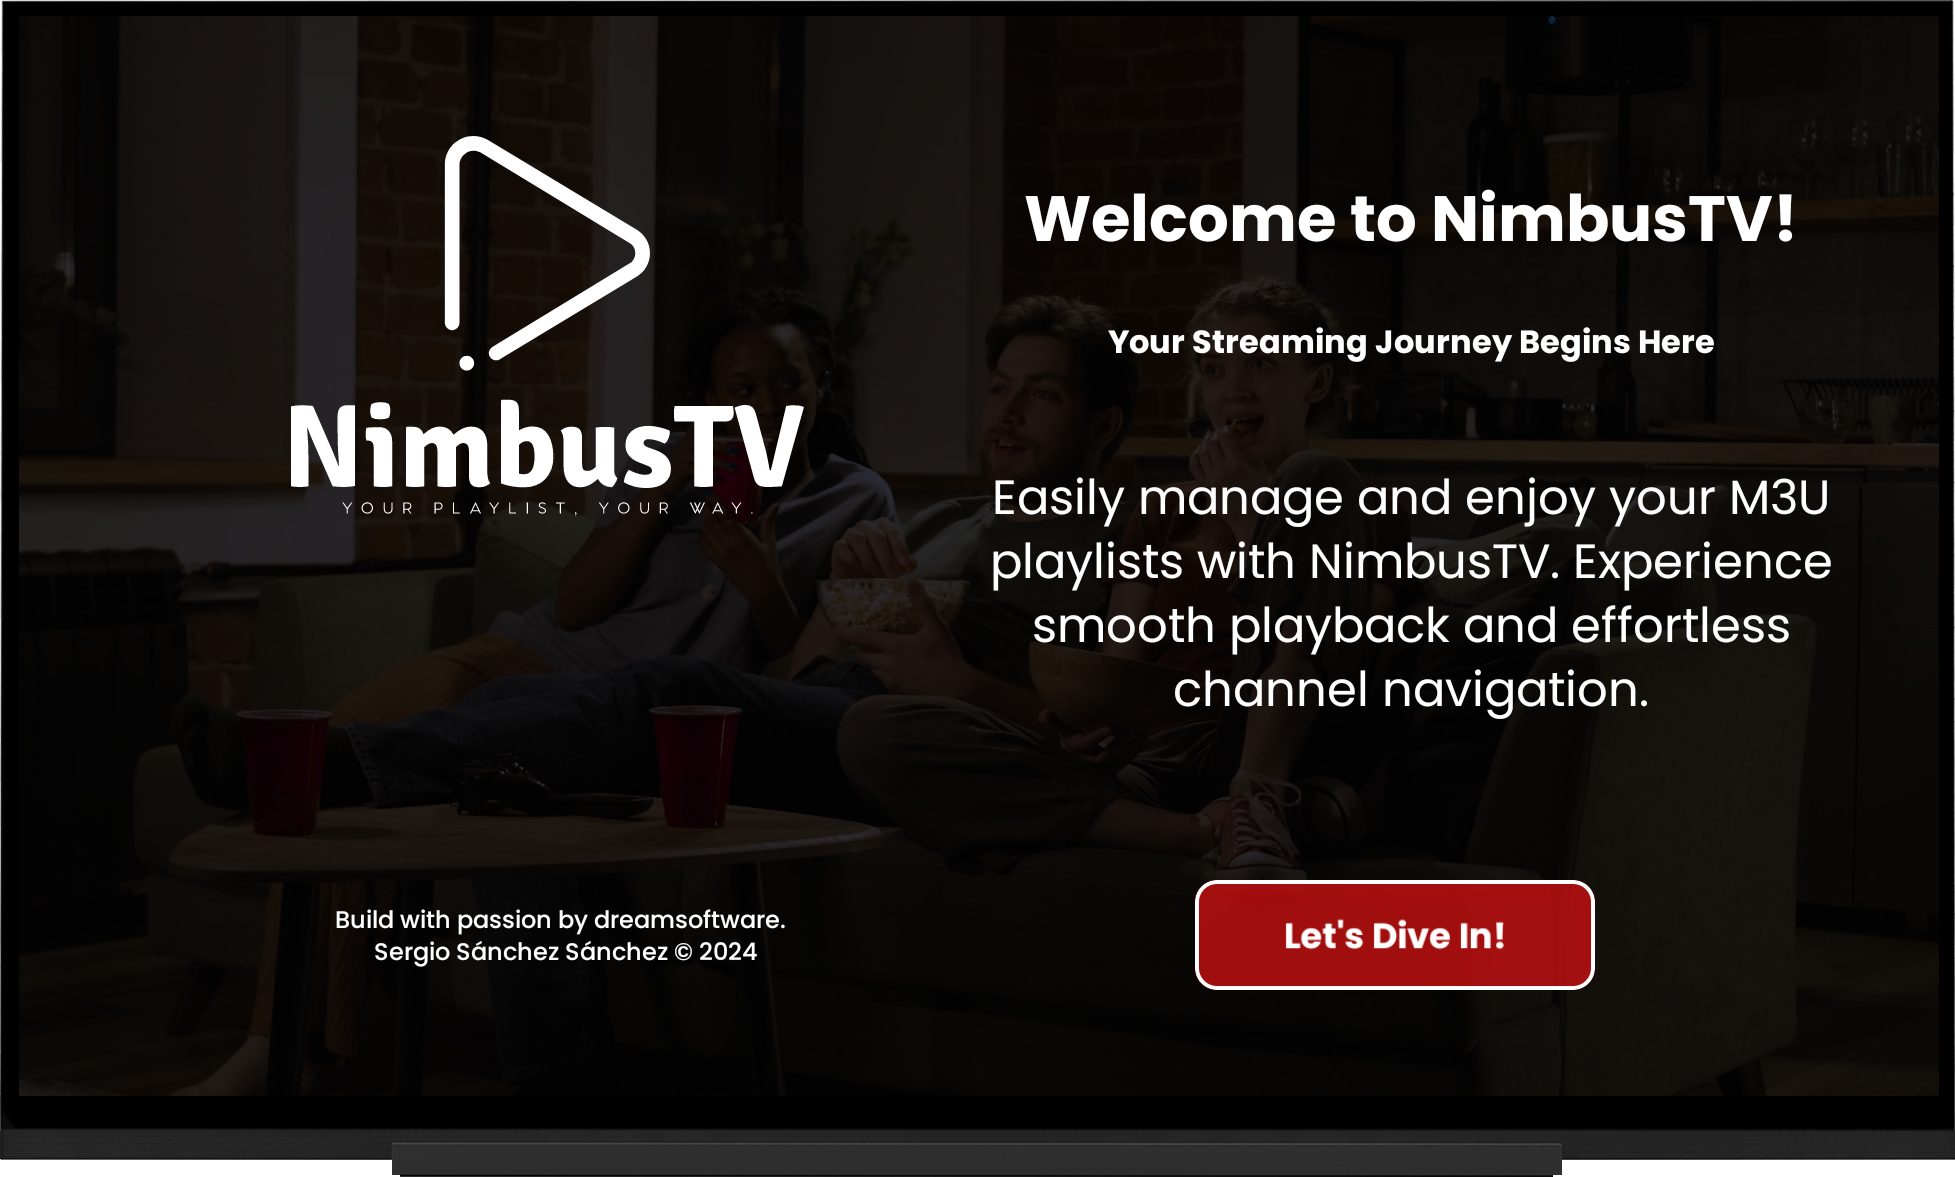 NimbusTV
YOUR PLAYLIST, YOUR WAY.
Build with passion by dreamsoftware.
Sergio Sánchez Sánchez © 2024
Welcome to NimbusTV!
Your Streaming Journey Begins Here
Easily manage and enjoy your M3U
playlists with NimbusTV. Experience
smooth playback and effortless
channel navigation.
Let's Dive In!